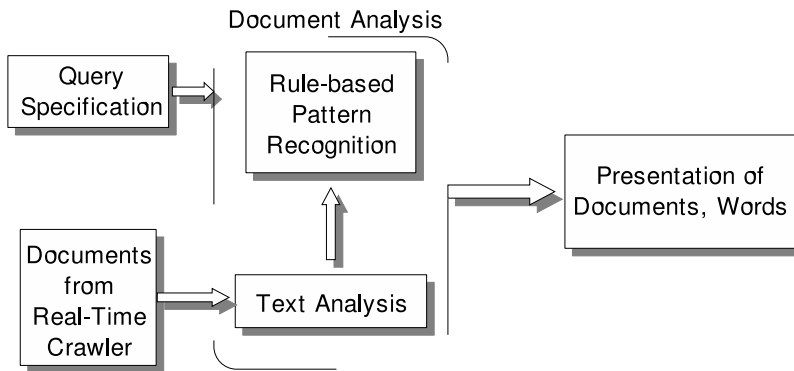 Document Analysis
Query
Specification
Rule-based
Pattern
Recognition
Presentation of
Documents, Words
Documents
from
Real-Time
Crawler
Text Analysis